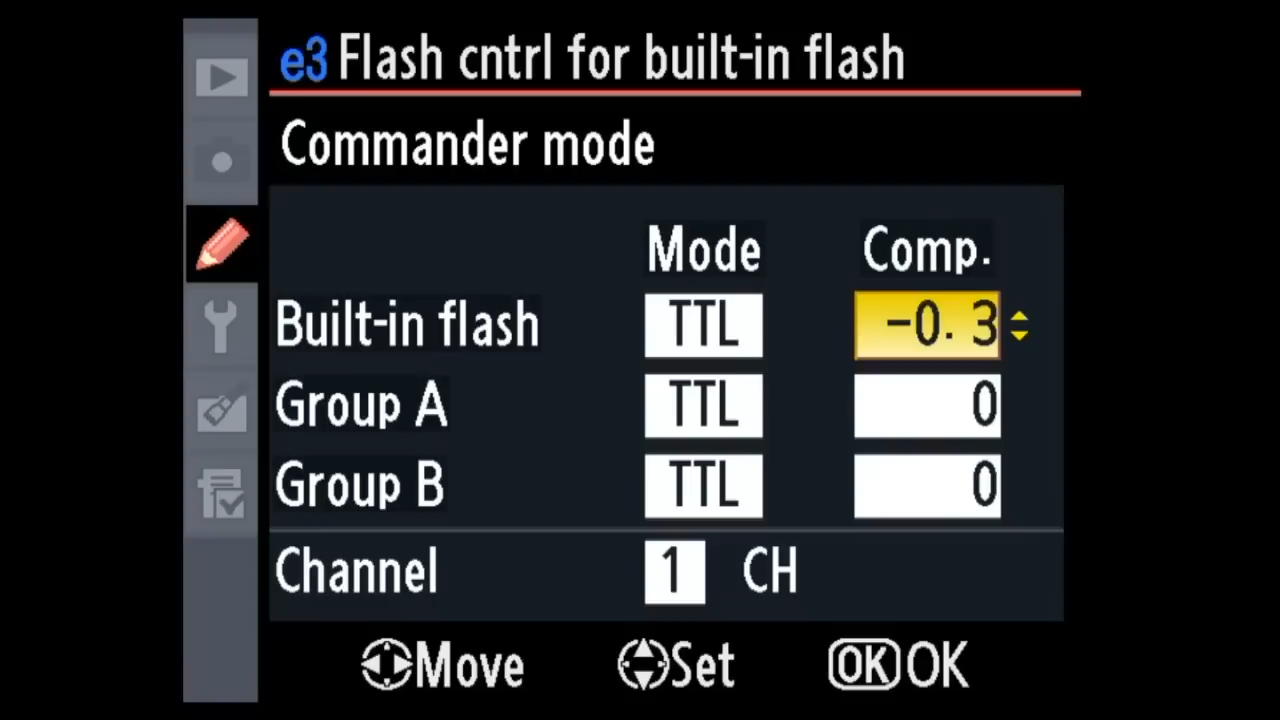 e3 Flash cntrl for built-in flash
Commander mode
Mode Comp.
Built-in flash TTL -0. 3
Group A TTL 0
Group B TTL 0
Channel 1 CH
Move Set OK OK